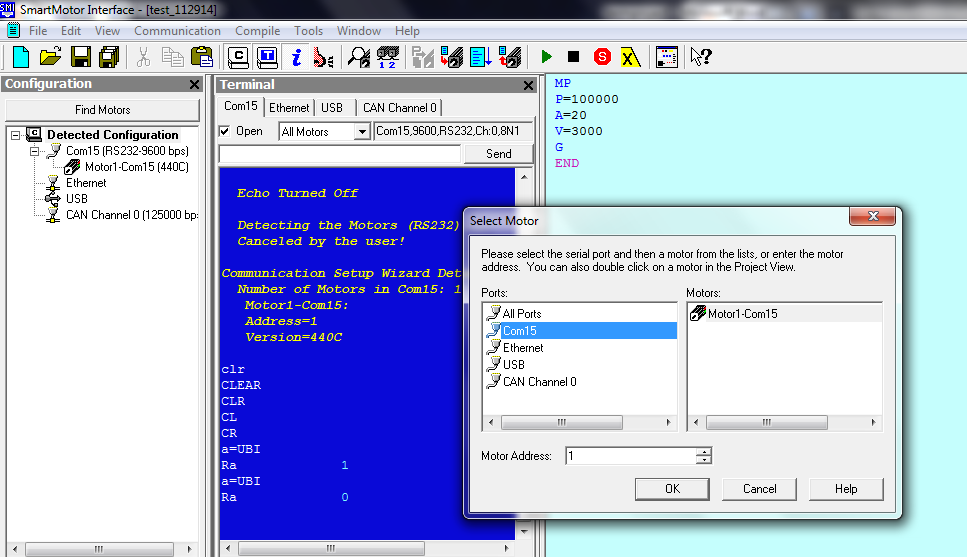 SmartMotor Interface - [test_112914]
File Edit View Communication Compile Tools Window Help
Configuration
Find Motors
Detected Configuration
Com15 (RS232-9600 bps)
Motor1-Com15 (440C)
Ethernet
USB
CAN Channel 0 (125000 bp:
Terminal
Com15 Ethernet USB CAN Channel 0
Open All Motors Com15,9600,RS232,Ch:0,8N1
Send
Echo Turned Off
Detecting the Motors (RS232)
Canceled by the user!
Communication Setup Wizard Det
Number of Motors in Com15: 1
Motor1-Com15:
Address=1
Version=440C
clr
CLEAR
CLR
CL
CR
a=UBI
Ra 1
a=UBI
Ra 0
MP
P=100000
A=20
V=3000
G
END
Select Motor
Please select the serial port and then a motor from the lists, or enter the motor
address. You can also double click on a motor in the Project View.
Ports: Motors:
All Ports Motor1-Com15
Com15
Ethernet
USB
CAN Channel 0
Motor Address: 1
OK Cancel Help